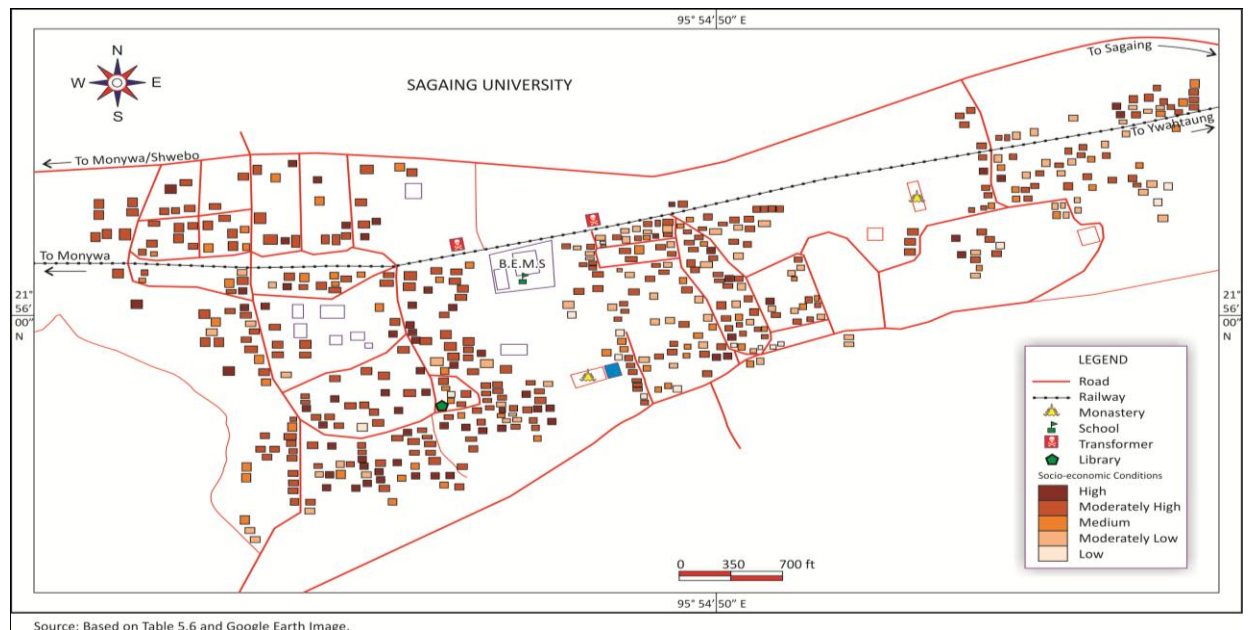 95° 54’ 50” E
N
W E
S
SAGAING UNIVERSITY
To Sagaing
To Ywahtaung
To Monywa/Shwebo
To Monywa
B.E.M.S
21°
56’
00”
N
21°
56’
00”
N
LEGEND
Road
Railway
Monastery
School
Transformer
Library
Socio-economic Conditions
High
Moderately High
Medium
Moderately Low
Low
0 350 700 ft
95° 54’ 50” E
Source: Based on Table 5.6 and Google Earth Image.